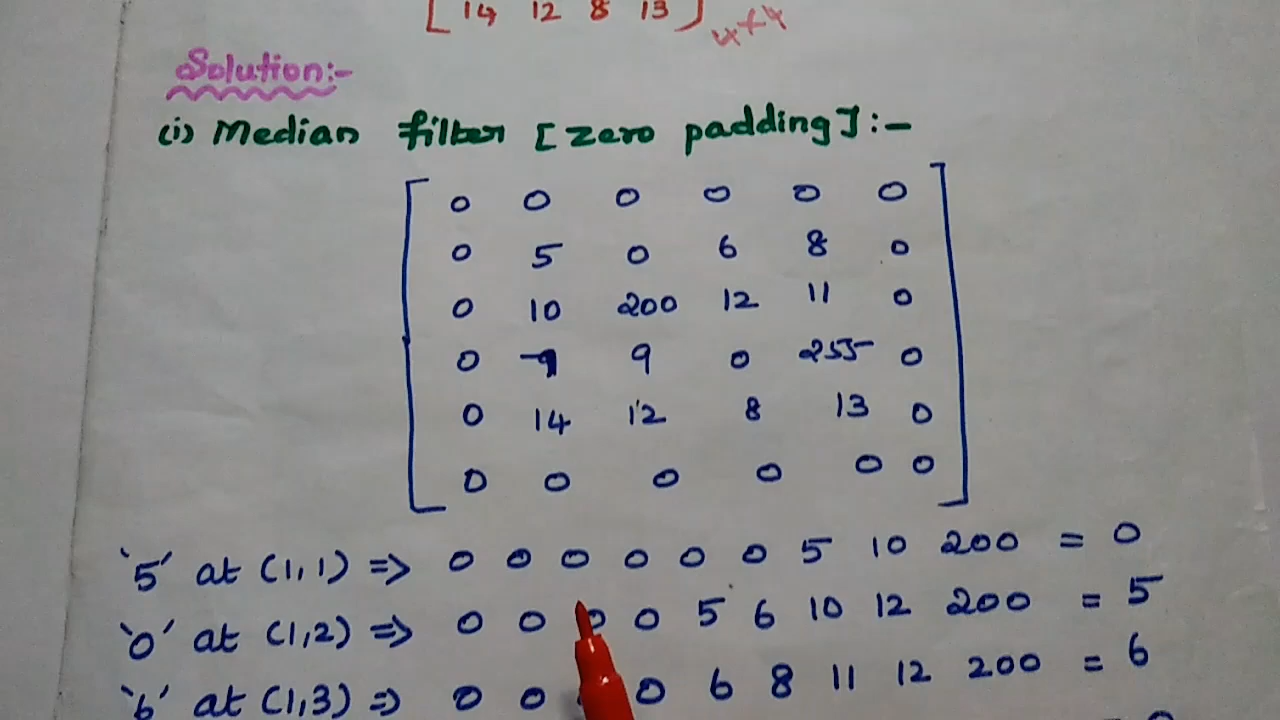 [ 14 12 8 13 ] 4x4
Solution:-
(i) Median filter [zero padding]:-
0 0 0 0 0 0
0 5 0 6 8 0
0 10 200 12 11 0
0 9 0 255 0
0 14 12 8 13 0
0 0 0 0 0 0
'5' at (1,1) => 0 0 0 0 0 0 5 10 200 = 0
'0' at (1,2) => 0 0 0 0 5 6 10 12 200 = 5
'6' at (1,3) => 0 0 0 6 8 11 12 200 = 6